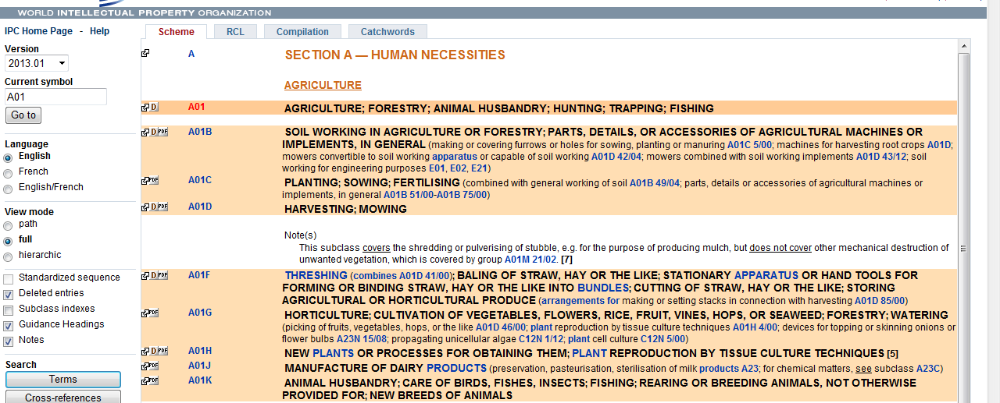 WORLD INTELLECTUAL PROPERTY ORGANIZATION
IPC Home Page - Help
Scheme RCL Compilation Catchwords
Version
2013.01
Current symbol
A01
Go to
Language
English
French
English/French
View mode
path
full
hierarchic
Standardized sequence
Deleted entries
Subclass indexes
Guidance Headings
Notes
Search
Terms
Cross-references
A SECTION A — HUMAN NECESSITIES
AGRICULTURE
D A01 AGRICULTURE; FORESTRY; ANIMAL HUSBANDRY; HUNTING; TRAPPING; FISHING
D PDF A01B SOIL WORKING IN AGRICULTURE OR FORESTRY; PARTS, DETAILS, OR ACCESSORIES OF AGRICULTURAL MACHINES OR
IMPLEMENTS, IN GENERAL (making or covering furrows or holes for sowing, planting or manuring A01C 5/00; machines for harvesting root crops A01D;
mowers convertible to soil working apparatus or capable of soil working A01D 42/04; mowers combined with soil working implements A01D 43/12; soil
working for engineering purposes E01, E02, E21)
PDF A01C PLANTING; SOWING; FERTILISING (combined with general working of soil A01B 49/04; parts, details or accessories of agricultural machines or
implements, in general A01B 51/00-A01B 75/00)
D PDF A01D HARVESTING; MOWING
Note(s)
This subclass covers the shredding or pulverising of stubble, e.g. for the purpose of producing mulch, but does not cover other mechanical destruction of
unwanted vegetation, which is covered by group A01M 21/02. [7]
D PDF A01F THRESHING (combines A01D 41/00); BALING OF STRAW, HAY OR THE LIKE; STATIONARY APPARATUS OR HAND TOOLS FOR
FORMING OR BINDING STRAW, HAY OR THE LIKE INTO BUNDLES; CUTTING OF STRAW, HAY OR THE LIKE; STORING
AGRICULTURAL OR HORTICULTURAL PRODUCE (arrangements for making or setting stacks in connection with harvesting A01D 85/00)
PDF A01G HORTICULTURE; CULTIVATION OF VEGETABLES, FLOWERS, RICE, FRUIT, VINES, HOPS, OR SEAWEED; FORESTRY; WATERING
(picking of fruits, vegetables, hops, or the like A01D 46/00; plant reproduction by tissue culture techniques A01H 4/00; devices for topping or skinning onions or
flower bulbs A23N 15/08; propagating unicellular algae C12N 1/12; plant cell culture C12N 5/00)
D PDF A01H NEW PLANTS OR PROCESSES FOR OBTAINING THEM; PLANT REPRODUCTION BY TISSUE CULTURE TECHNIQUES [5]
PDF A01J MANUFACTURE OF DAIRY PRODUCTS (preservation, pasteurisation, sterilisation of milk products A23; for chemical matters, see subclass A23C)
PDF A01K ANIMAL HUSBANDRY; CARE OF BIRDS, FISHES, INSECTS; FISHING; REARING OR BREEDING ANIMALS, NOT OTHERWISE
PROVIDED FOR; NEW BREEDS OF ANIMALS